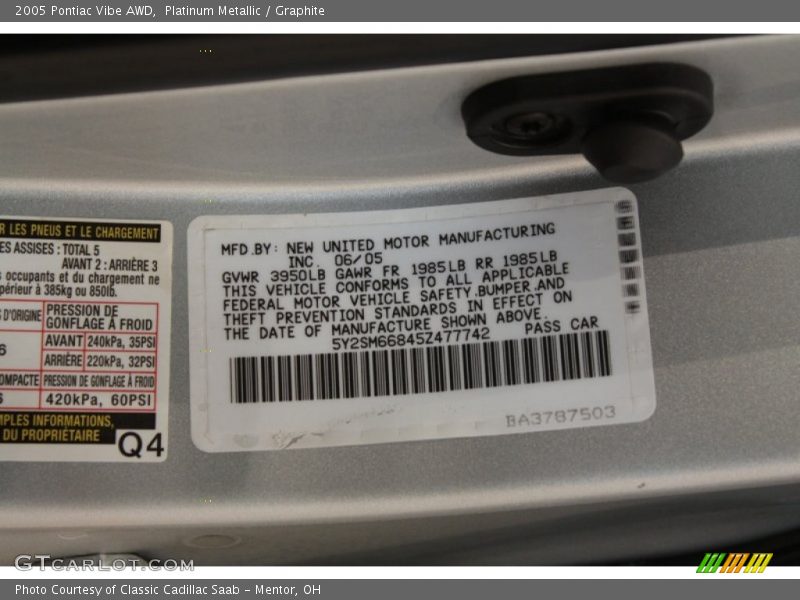 2005 Pontiac Vibe AWD,  Platinum Metallic / Graphite
R LES PNEUS ET LE CHARGEMENT
ES ASSISES : TOTAL 5
AVANT 2 : ARRIÈRE 3
s occupants et du chargement ne
périeur à 385kg ou 850lb.
D'ORIGINE PRESSION DE GONFLAGE À FROID
6 AVANT 240kPa, 35PSI
ARRIÈRE 220kPa, 32PSI
OMPACTE PRESSION DE GONFLAGE À FROID
6 420kPa, 60PSI
MPLES INFORMATIONS,
DU PROPRIÉTAIRE
Q4
MFD.BY: NEW UNITED MOTOR MANUFACTURING
INC. 06/05
GVWR 3950LB GAWR FR 1985LB RR 1985LB
THIS VEHICLE CONFORMS TO ALL APPLICABLE
FEDERAL MOTOR VEHICLE SAFETY,BUMPER,AND
THEFT PREVENTION STANDARDS IN EFFECT ON
THE DATE OF MANUFACTURE SHOWN ABOVE.
5Y2SM66845Z477742 PASS CAR
BA3787503
GTCarLot.com
Photo Courtesy of Classic Cadillac Saab - Mentor, OH